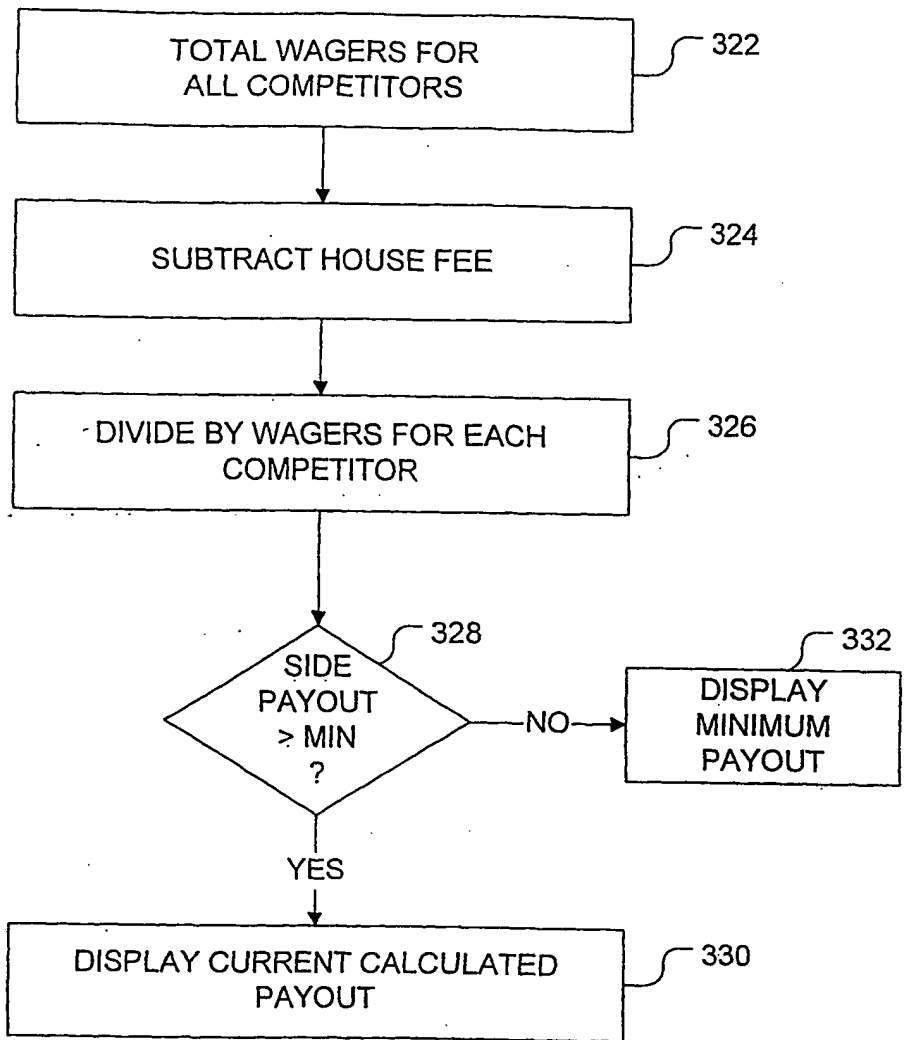 TOTAL WAGERS FOR
ALL COMPETITORS
322
SUBTRACT HOUSE FEE
324
DIVIDE BY WAGERS FOR EACH
COMPETITOR
326
SIDE
PAYOUT
> MIN
?
328
NO
DISPLAY
MINIMUM
PAYOUT
332
YES
DISPLAY CURRENT CALCULATED
PAYOUT
330